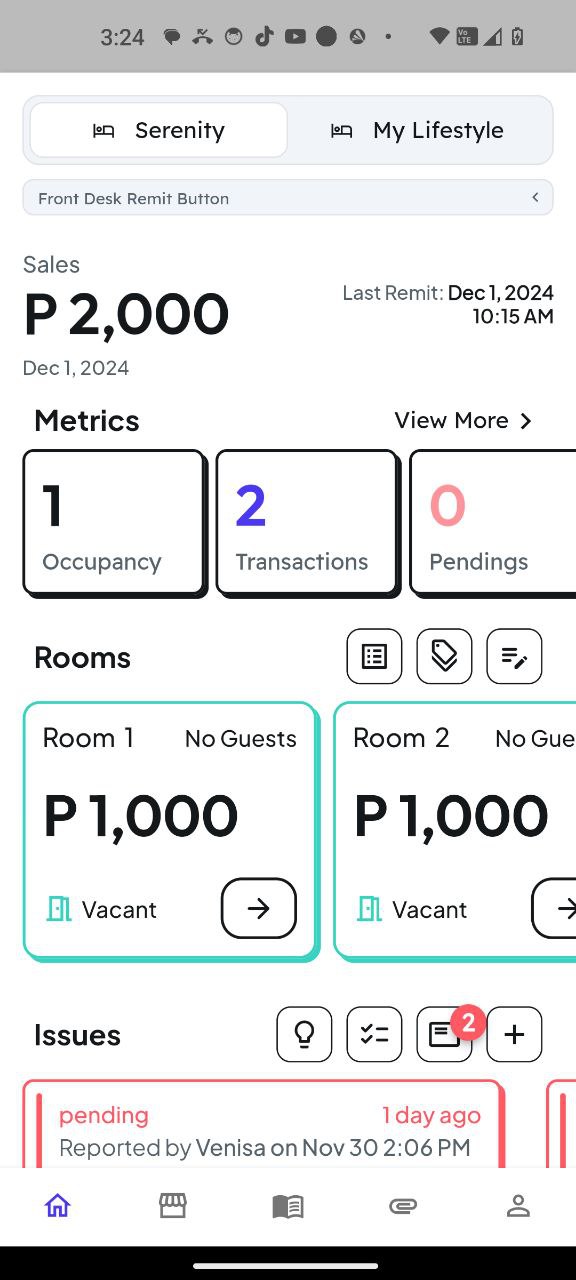 3:24
Vo LTE
Serenity My Lifestyle
Front Desk Remit Button
Sales
P 2,000
Last Remit: Dec 1, 2024
10:15 AM
Dec 1, 2024
Metrics View More
1 2 0
Occupancy Transactions Pendings
Rooms
Room 1 No Guests Room 2 No Gue
P 1,000 P 1,000
Vacant Vacant
Issues 2
pending 1 day ago
Reported by Venisa on Nov 30 2:06 PM